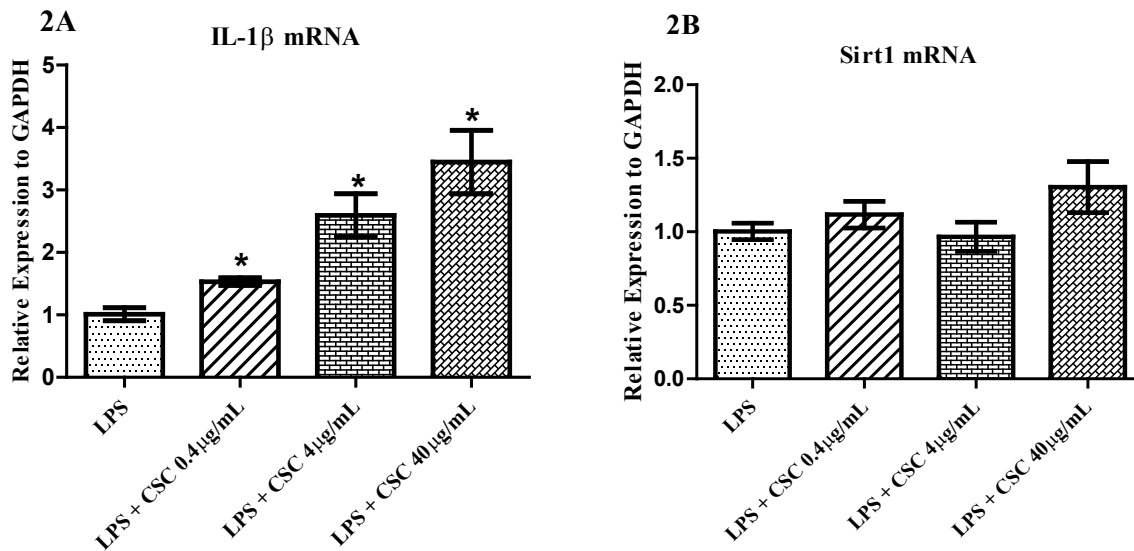 2A
IL-1β mRNA
Relative Expression to GAPDH
5
4
3
2
1
0
*
*
*
LPS
LPS + CSC 0.4μg/mL
LPS + CSC 4μg/mL
LPS + CSC 40μg/mL
2B
Sirt1 mRNA
Relative Expression to GAPDH
2.0
1.5
1.0
0.5
0.0
LPS
LPS + CSC 0.4μg/mL
LPS + CSC 4μg/mL
LPS + CSC 40μg/mL